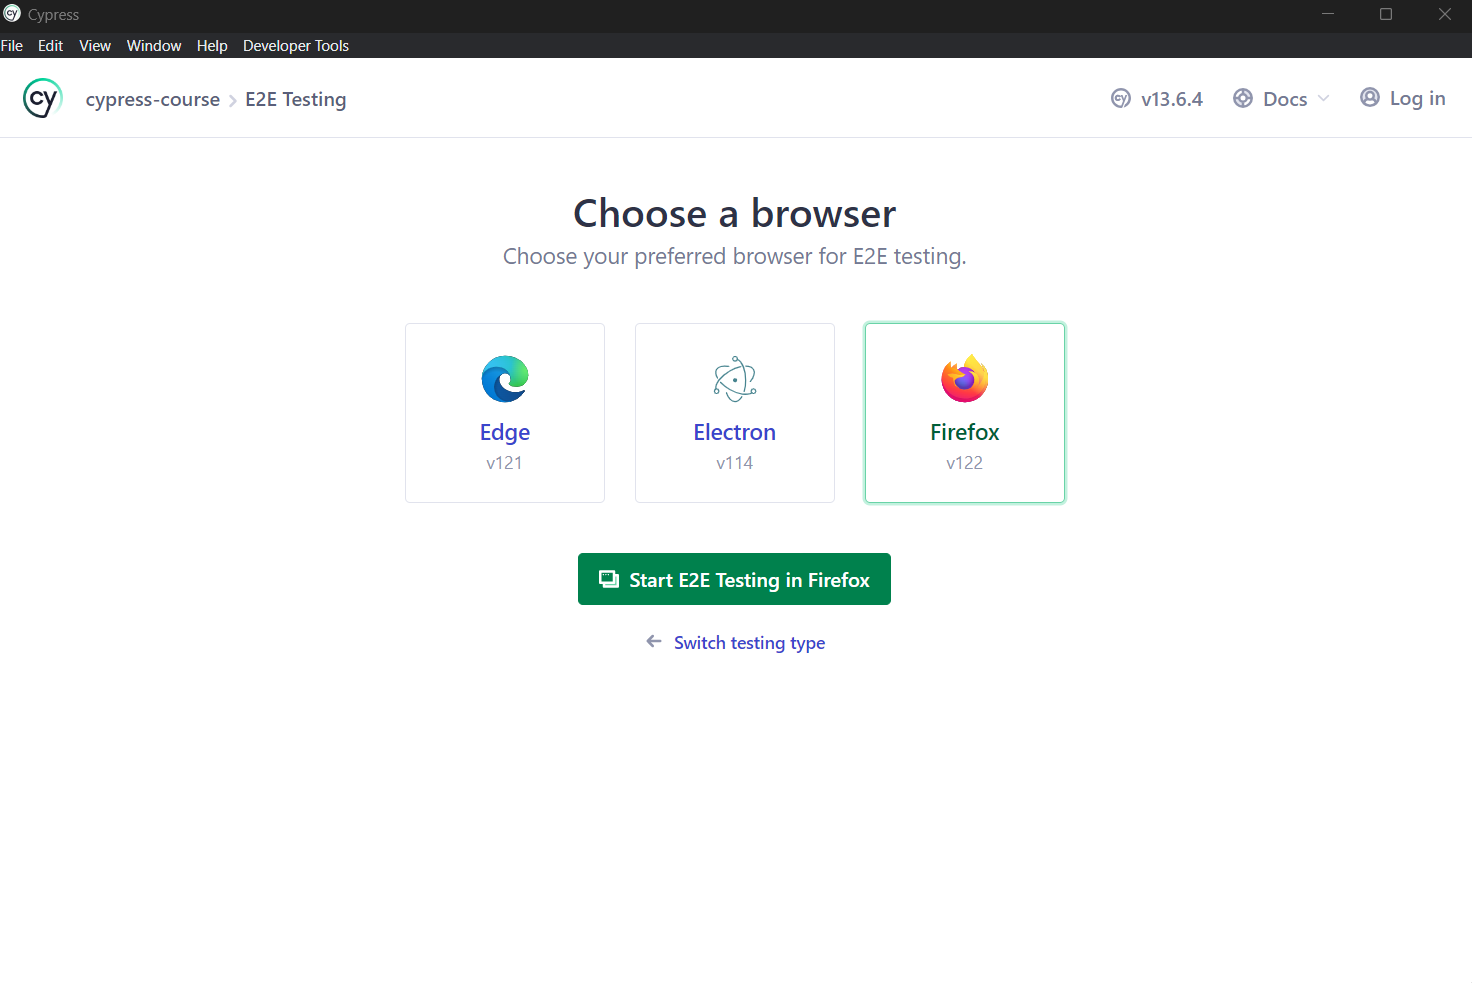 cy Cypress
File Edit View Window Help Developer Tools
cy cypress-course E2E Testing cy v13.6.4 Docs Log in
Choose a browser
Choose your preferred browser for E2E testing.
Edge Electron Firefox
v121 v114 v122
Start E2E Testing in Firefox
Switch testing type